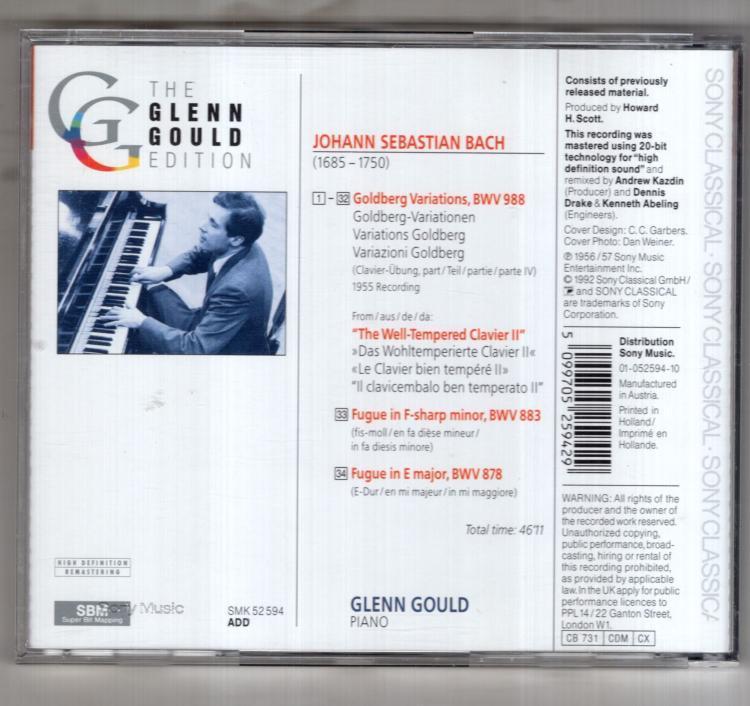 THE
GLENN
GOULD
EDITION
JOHANN SEBASTIAN BACH
(1685 – 1750)
1 – 32 Goldberg Variations, BWV 988
Goldberg-Variationen
Variations Goldberg
Variazioni Goldberg
(Clavier-Übung, part / Teil / partie / parte IV)
1955 Recording
From / aus / de / da:
"The Well-Tempered Clavier II"
»Das Wohltemperierte Clavier II«
«Le Clavier bien tempéré II»
"Il clavicembalo ben temperato II"
33 Fugue in F-sharp minor, BWV 883
(fis-moll / en fa dièse mineur /
in fa diesis minore)
34 Fugue in E major, BWV 878
(E-Dur / en mi majeur / in mi maggiore)
Total time: 46'11
GLENN GOULD
PIANO
HIGH DEFINITION
REMASTERING
SBM
Super Bit Mapping
Sony Music
SMK 52 594
ADD
Consists of previously
released material.
Produced by Howard
H. Scott.
This recording was
mastered using 20-bit
technology for "high
definition sound" and
remixed by Andrew Kazdin
(Producer) and Dennis
Drake & Kenneth Abeling
(Engineers).
Cover Design: C. C. Garbers.
Cover Photo: Dan Weiner.
℗ 1956 / 57 Sony Music
Entertainment Inc.
© 1992 Sony Classical GmbH /
and SONY CLASSICAL
are trademarks of Sony
Corporation.
5 099705 259429
Distribution
Sony Music.
01-052594-10
Manufactured
in Austria.
Printed in
Holland /
Imprimé en
Hollande.
WARNING: All rights of the
producer and the owner of
the recorded work reserved.
Unauthorized copying,
public performance, broad-
casting, hiring or rental of
this recording prohibited,
as provided by applicable
law. In the UK apply for public
performance licences to
PPL 14 / 22 Ganton Street,
London W1.
CB 731 CDM CX
SONY CLASSICAL · SONY CLASSICAL · SONY CLASSICA